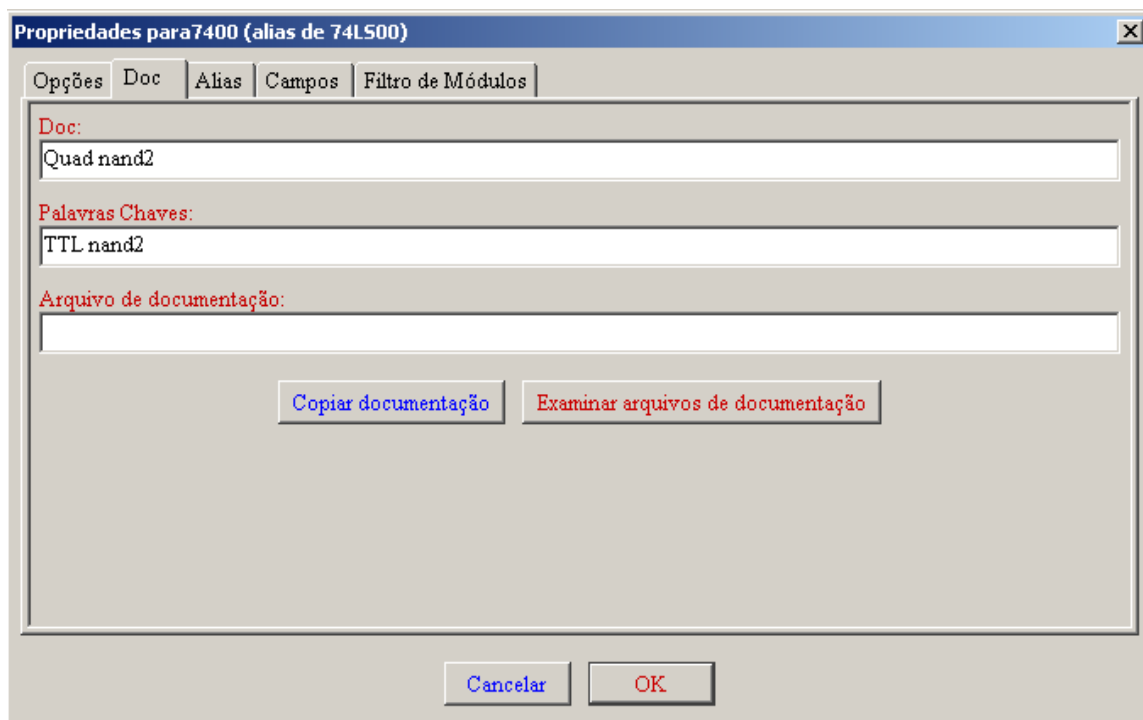 Propriedades para7400 (alias de 74LS00)
Opções Doc Alias Campos Filtro de Módulos
Doc:
Quad nand2
Palavras Chaves:
TTL nand2
Arquivo de documentação:
Copiar documentação Examinar arquivos de documentação
Cancelar OK